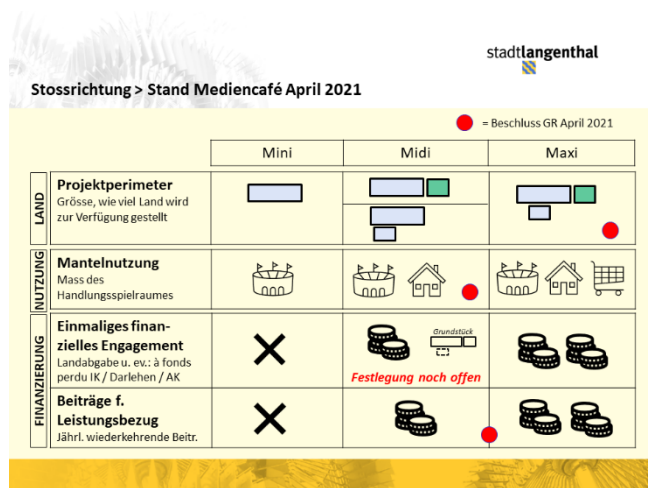 stadtlangenthal
Stossrichtung > Stand Mediencafé April 2021
= Beschluss GR April 2021
Mini Midi Maxi
LAND
Projektperimeter
Grösse, wie viel Land wird
zur Verfügung gestellt
NUTZUNG
Mantelnutzung
Mass des
Handlungsspielraumes
FINANZIERUNG
Einmaliges finan-
zielles Engagement
Landabgabe u. ev.: à fonds
perdu IK / Darlehen / AK
Grundstück
Festlegung noch offen
Beiträge f.
Leistungsbezug
Jährl. wiederkehrende Beitr.